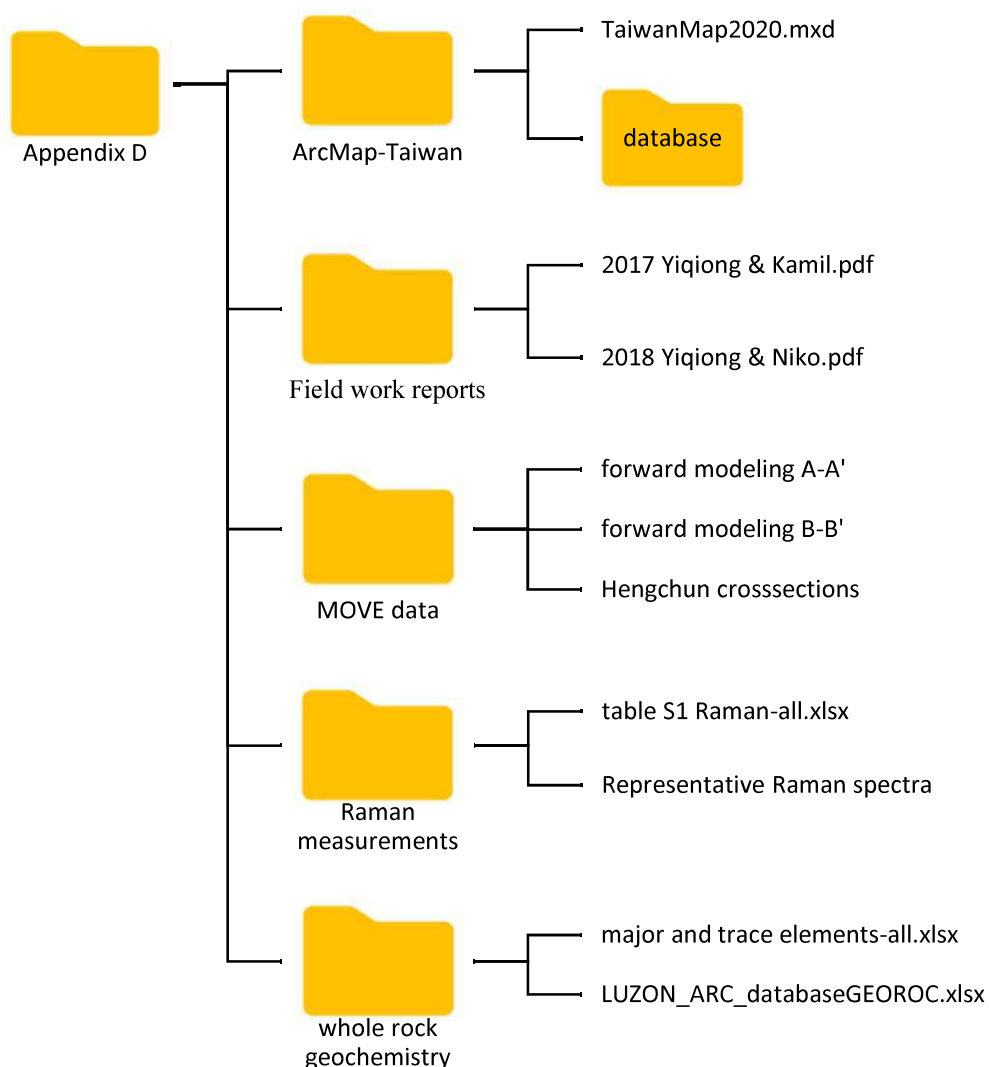 Appendix D
ArcMap-Taiwan
TaiwanMap2020.mxd
database
Field work reports
2017 Yiqiong & Kamil.pdf
2018 Yiqiong & Niko.pdf
MOVE data
forward modeling A-A'
forward modeling B-B'
Hengchun crosssections
Raman
measurements
table S1 Raman-all.xlsx
Representative Raman spectra
whole rock
geochemistry
major and trace elements-all.xlsx
LUZON_ARC_databaseGEOROC.xlsx